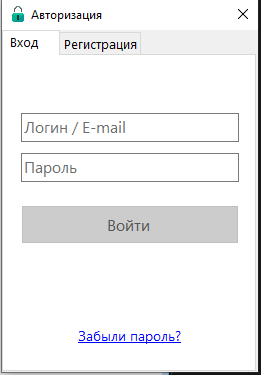 Авторизация
Вход Регистрация
Логин / E-mail
Пароль
Войти
Забыли пароль?